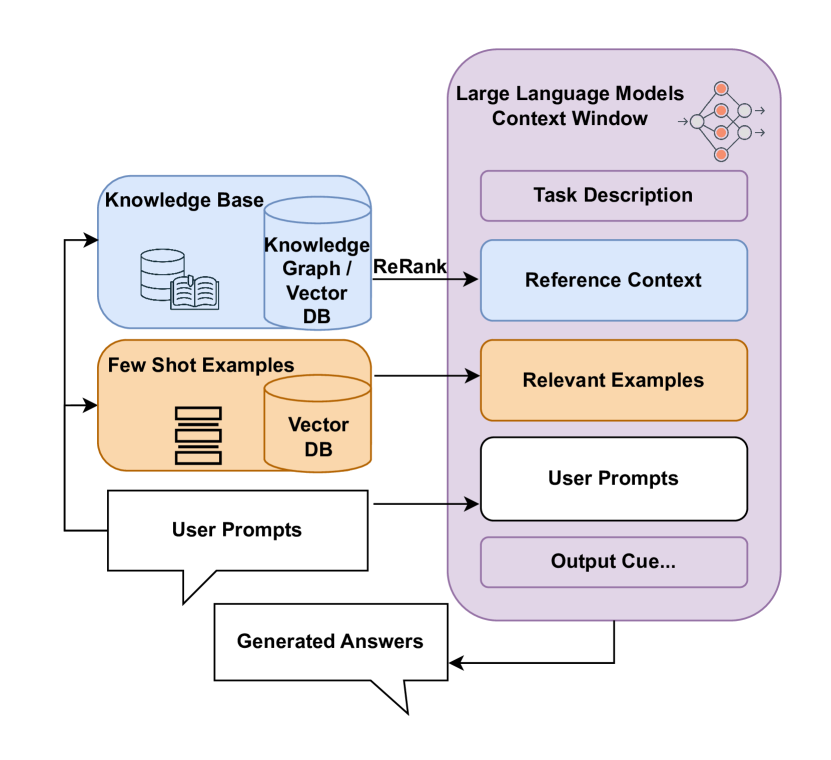 Large Language Models
Context Window
Task Description
Knowledge Base
Knowledge
Graph /
Vector
DB
ReRank
Reference Context
Few Shot Examples
Vector
DB
Relevant Examples
User Prompts
User Prompts
Output Cue...
Generated Answers